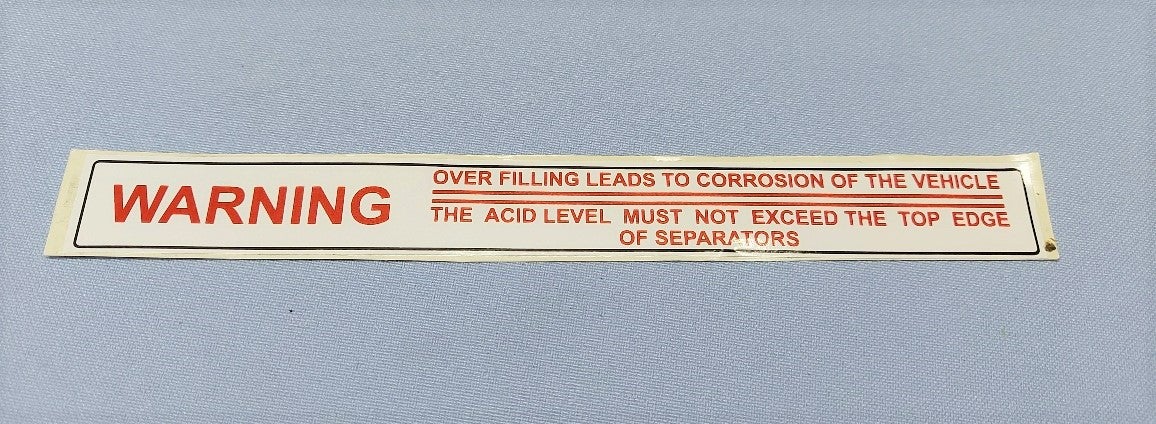 WARNING
OVER FILLING LEADS TO CORROSION OF THE VEHICLE
THE ACID LEVEL MUST NOT EXCEED THE TOP EDGE
OF SEPARATORS